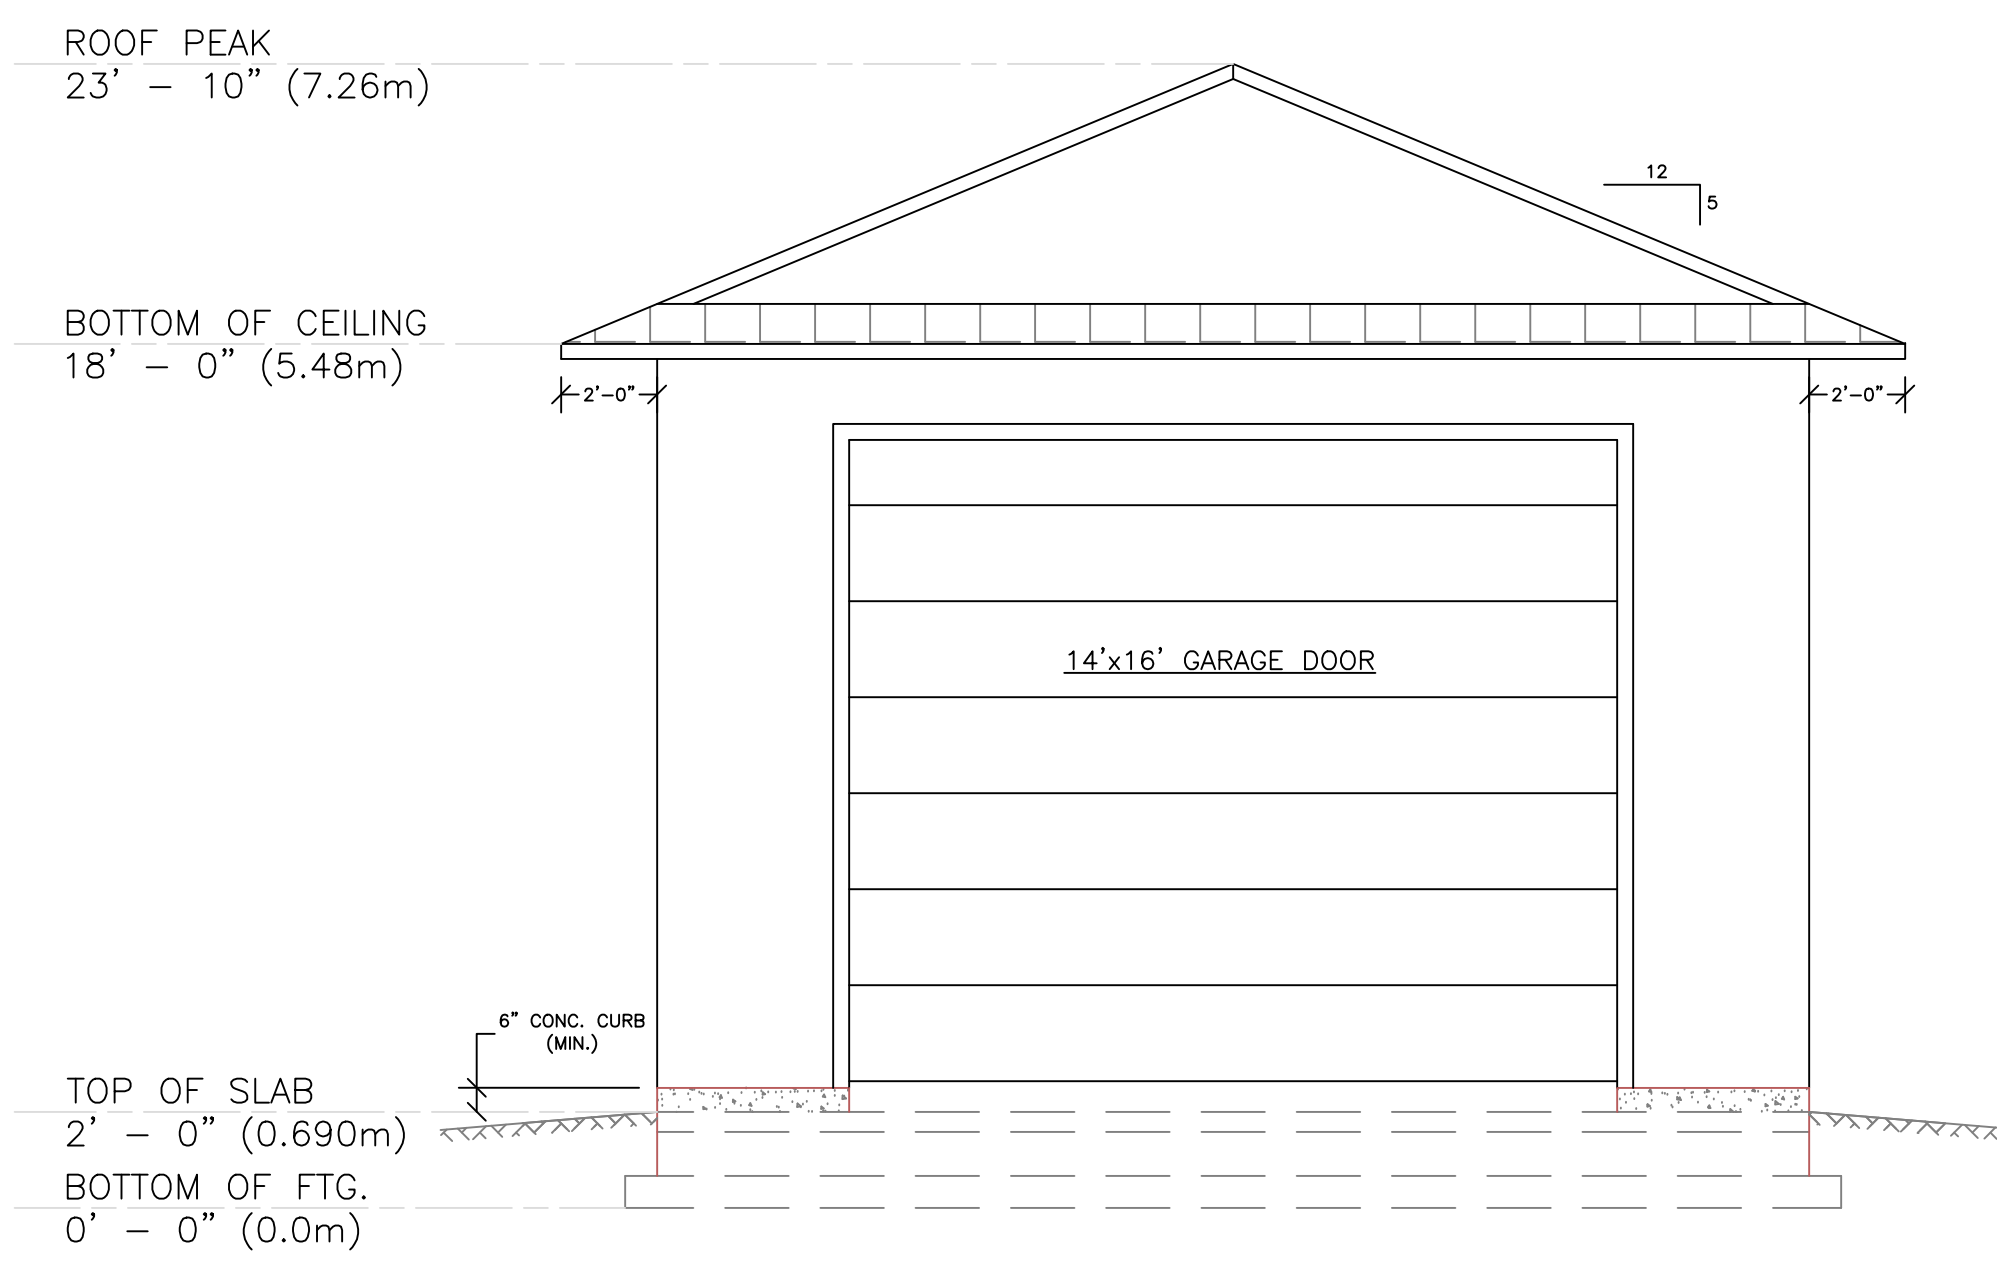 ROOF PEAK
23' - 10" (7.26m)
12
5
BOTTOM OF CEILING
18' - 0" (5.48m)
2'-0"
2'-0"
14'x16' GARAGE DOOR
6" CONC. CURB
(MIN.)
TOP OF SLAB
2' - 0" (0.690m)
BOTTOM OF FTG.
0' - 0" (0.0m)